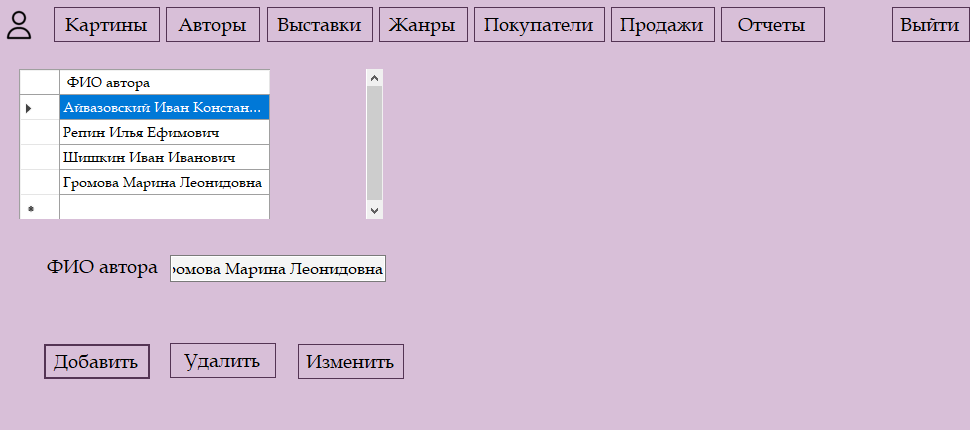 Картины Авторы Выставки Жанры Покупатели Продажи Отчеты Выйти
ФИО автора
Айвазовский Иван Констан...
Репин Илья Ефимович
Шишкин Иван Иванович
Громова Марина Леонидовна
ФИО автора ромова Марина Леонидовна
Добавить Удалить Изменить